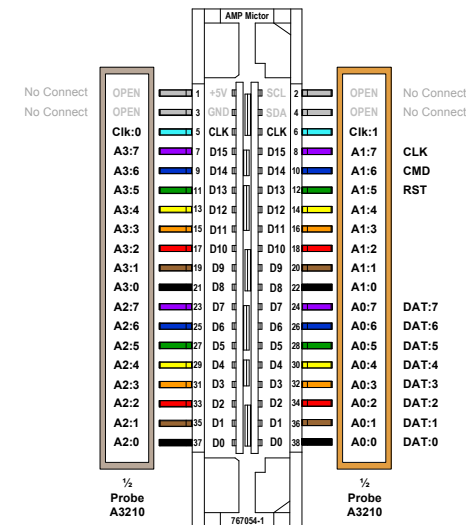 AMP Mictor
No Connect OPEN 1 +5V SCL 2 OPEN No Connect
No Connect OPEN 3 GND SDA 4 OPEN No Connect
Clk:0 5 CLK CLK 6 Clk:1
A3:7 7 D15 D15 8 A1:7 CLK
A3:6 9 D14 D14 10 A1:6 CMD
A3:5 11 D13 D13 12 A1:5 RST
A3:4 13 D12 D12 14 A1:4
A3:3 15 D11 D11 16 A1:3
A3:2 17 D10 D10 18 A1:2
A3:1 19 D9 D9 20 A1:1
A3:0 21 D8 D8 22 A1:0
A2:7 23 D7 D7 24 A0:7 DAT:7
A2:6 25 D6 D6 26 A0:6 DAT:6
A2:5 27 D5 D5 28 A0:5 DAT:5
A2:4 29 D4 D4 30 A0:4 DAT:4
A2:3 31 D3 D3 32 A0:3 DAT:3
A2:2 33 D2 D2 34 A0:2 DAT:2
A2:1 35 D1 D1 36 A0:1 DAT:1
A2:0 37 D0 D0 38 A0:0 DAT:0
½ ½
Probe Probe
A3210 A3210
767054-1